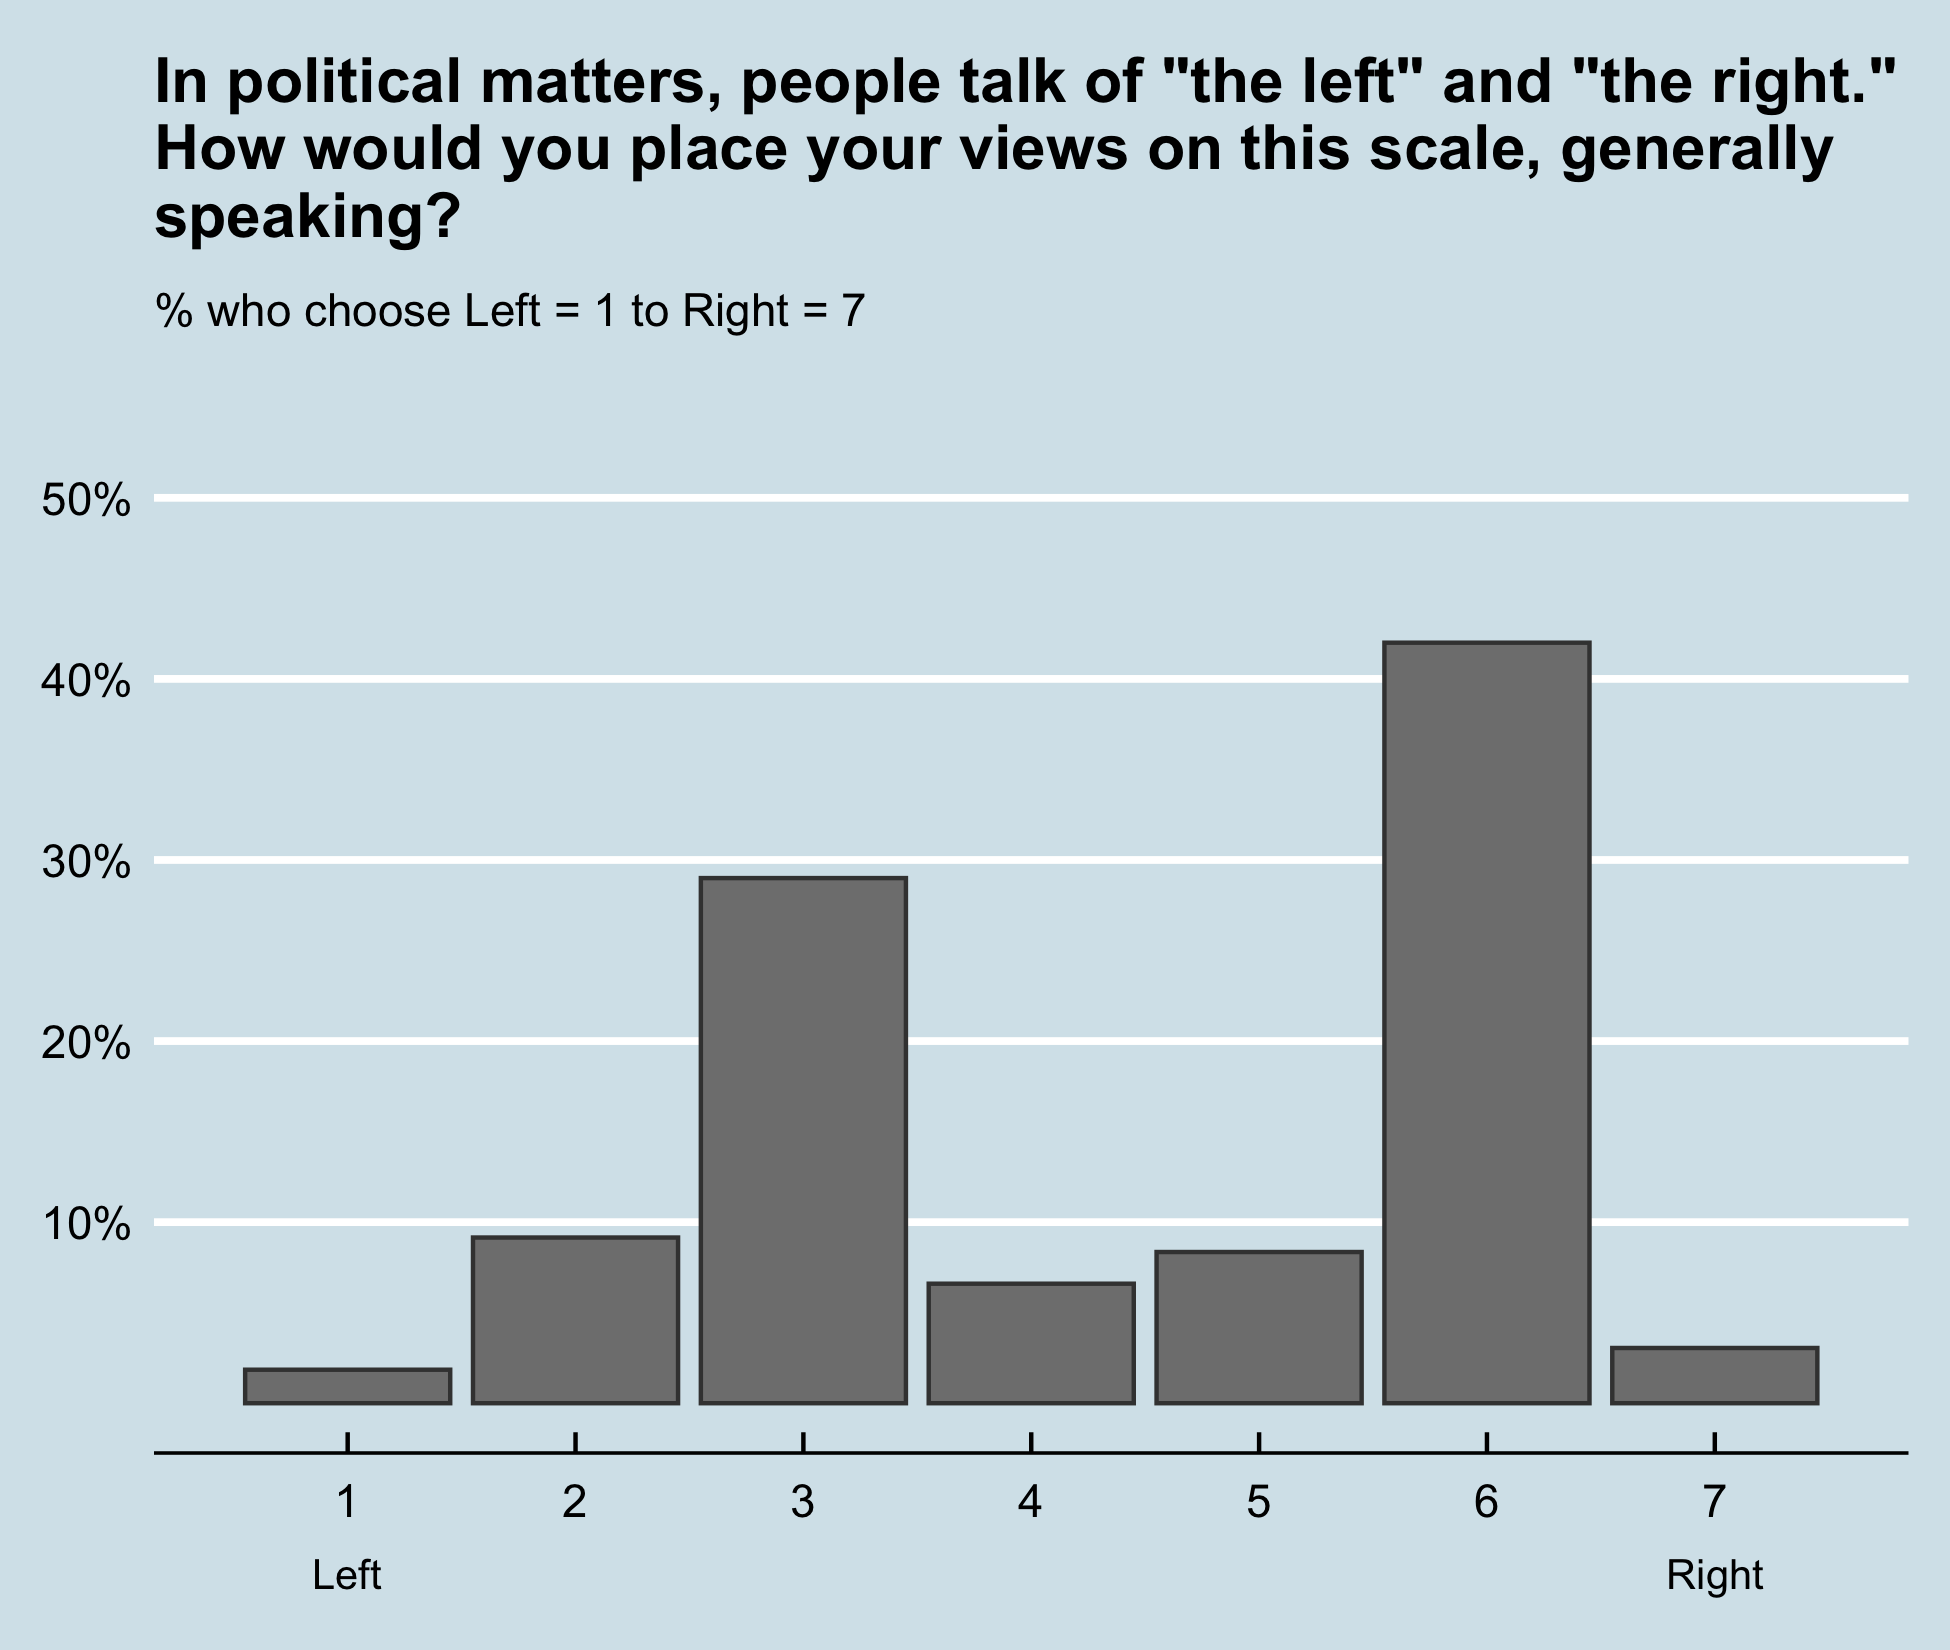 In political matters, people talk of "the left" and "the right."
How would you place your views on this scale, generally
speaking?
% who choose Left = 1 to Right = 7
50%
40%
30%
20%
10%
1 2 3 4 5 6 7
Left Right